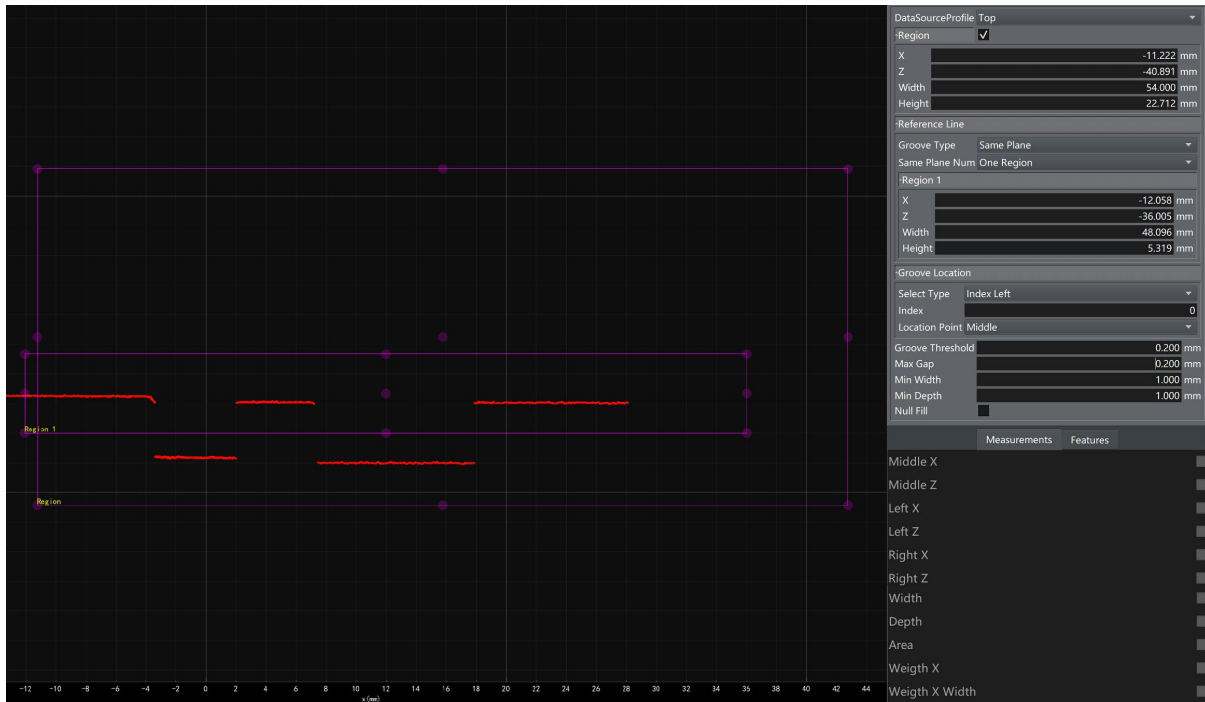 DataSourceProfile Top
Region
X -11.222 mm
Z -40.891 mm
Width 54.000 mm
Height 22.712 mm
Reference Line
Groove Type Same Plane
Same Plane Num One Region
Region 1
X -12.058 mm
Z -36.005 mm
Width 48.096 mm
Height 5.319 mm
Groove Location
Select Type Index Left
Index 0
Location Point Middle
Groove Threshold 0.200 mm
Max Gap 0.200 mm
Min Width 1.000 mm
Min Depth 1.000 mm
Null Fill
Measurements Features
Middle X
Middle Z
Left X
Left Z
Right X
Right Z
Width
Depth
Area
Weigth X
Weigth X Width
Region 1
Region
-12 -10 -8 -6 -4 -2 0 2 4 6 8 10 12 14 16 18 20 22 24 26 28 30 32 34 36 38 40 42 44
x(mm)